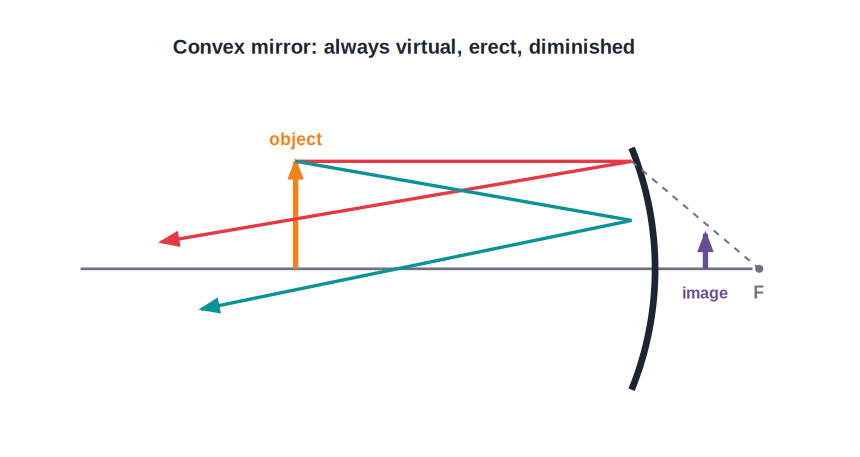 Convex mirror: always virtual, erect, diminished
object
image
F